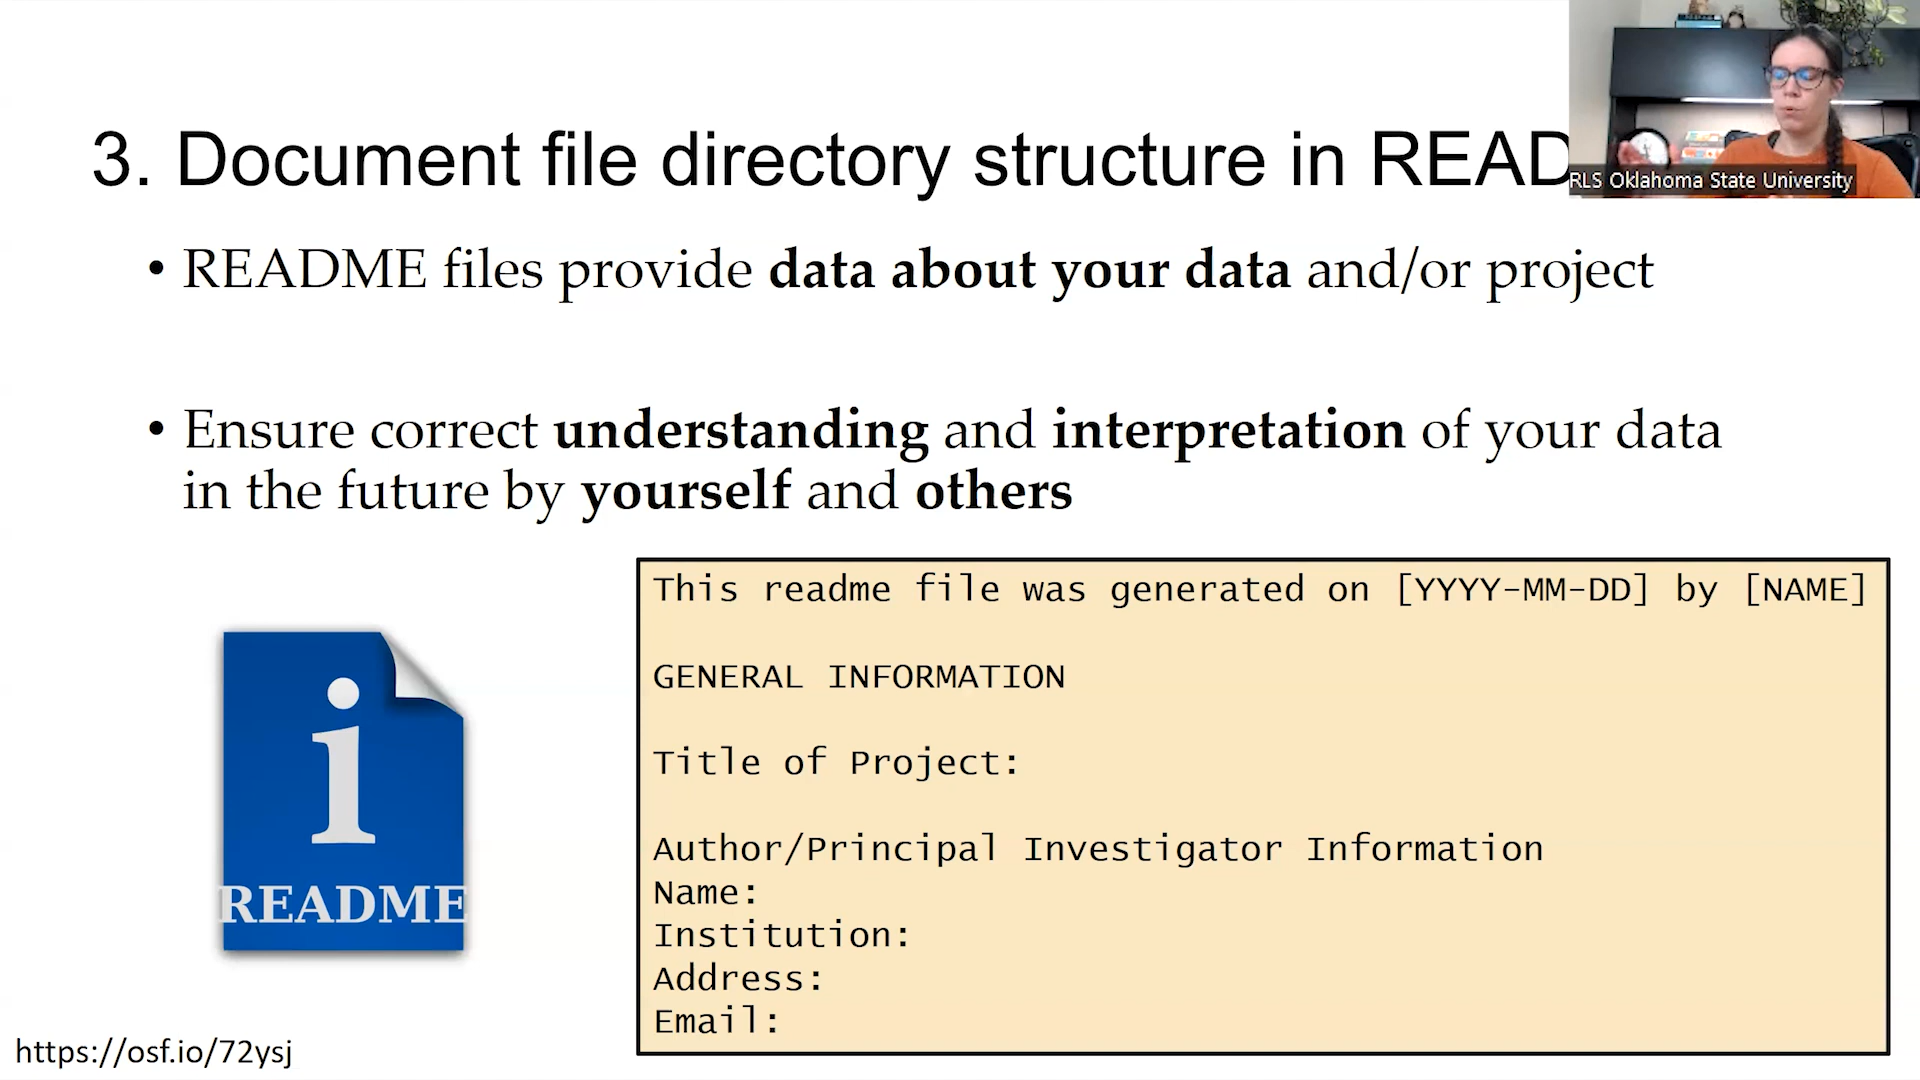 3. Document file directory structure in READ
RLS Oklahoma State University
• README files provide data about your data and/or project
• Ensure correct understanding and interpretation of your data
in the future by yourself and others
This readme file was generated on [YYYY-MM-DD] by [NAME]
GENERAL INFORMATION
Title of Project:
Author/Principal Investigator Information
Name:
Institution:
Address:
Email:
i
README
https://osf.io/72ysj